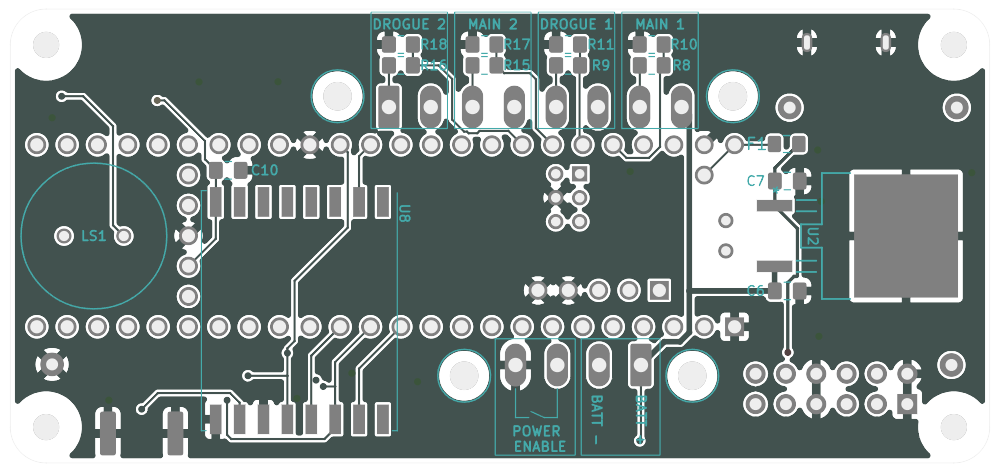 DROGUE 2
MAIN 2
DROGUE 1
MAIN 1
R18
R17
R11
R10
R16
R15
R9
R8
F1
C10
C7
U8
LS1
U2
C6
BATT -
BATT
POWER
ENABLE